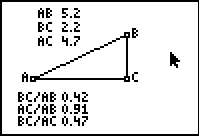 AB 5.2
BC 2.2
AC 4.7
B
A
C
BC/AB 0.42
AC/AB 0.91
BC/AC 0.47